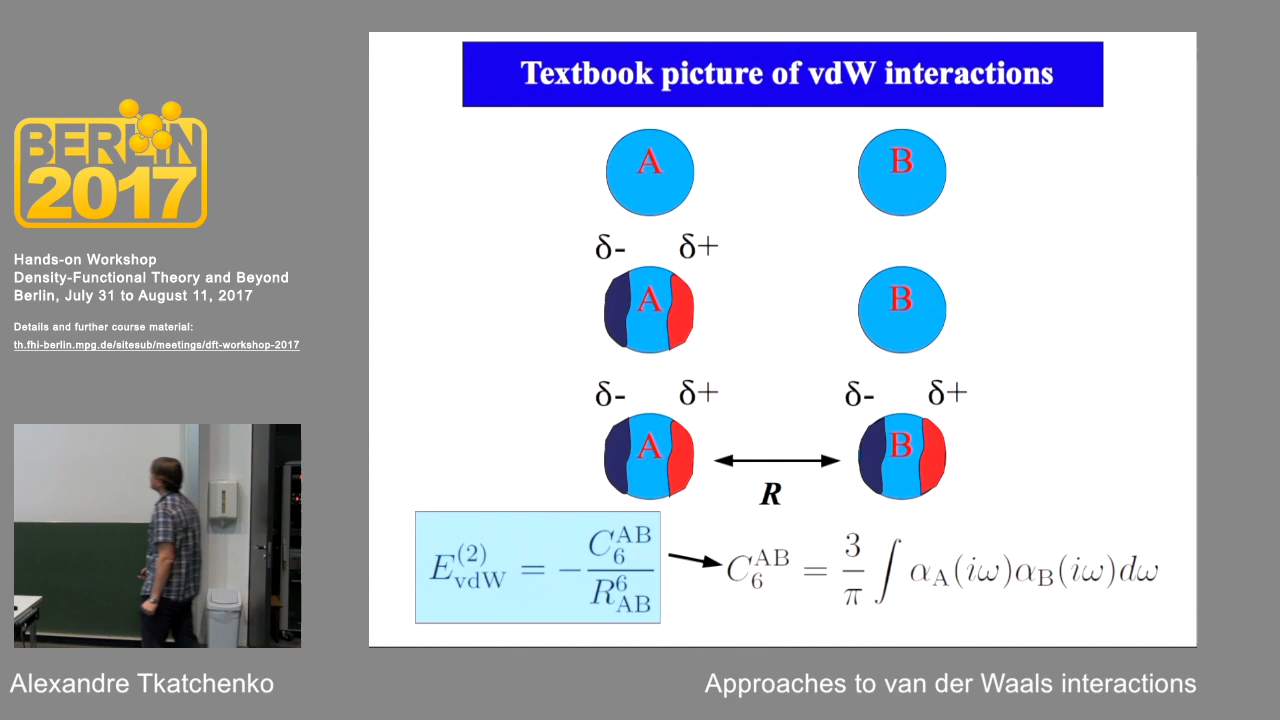 BERLIN
2017
Hands-on Workshop
Density-Functional Theory and Beyond
Berlin, July 31 to August 11, 2017
Details and further course material:
th.fhi-berlin.mpg.de/sitesub/meetings/dft-workshop-2017
Textbook picture of vdW interactions
A B
δ- δ+
A B
δ- δ+ δ- δ+
A B
R
E_vdW^(2) = - C_6^AB / R_AB^6
C_6^AB = 3/π ∫ α_A(iω)α_B(iω)dω
Alexandre Tkatchenko
Approaches to van der Waals interactions